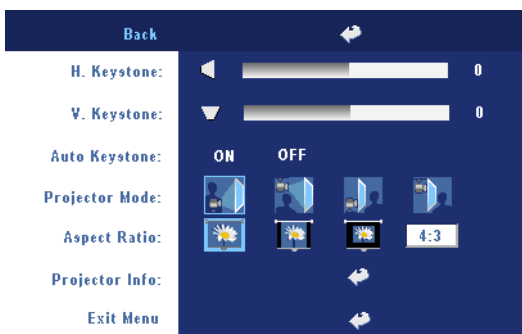 Back
H. Keystone: 0
V. Keystone: 0
Auto Keystone: ON OFF
Projector Mode:
Aspect Ratio: 4:3
Projector Info:
Exit Menu